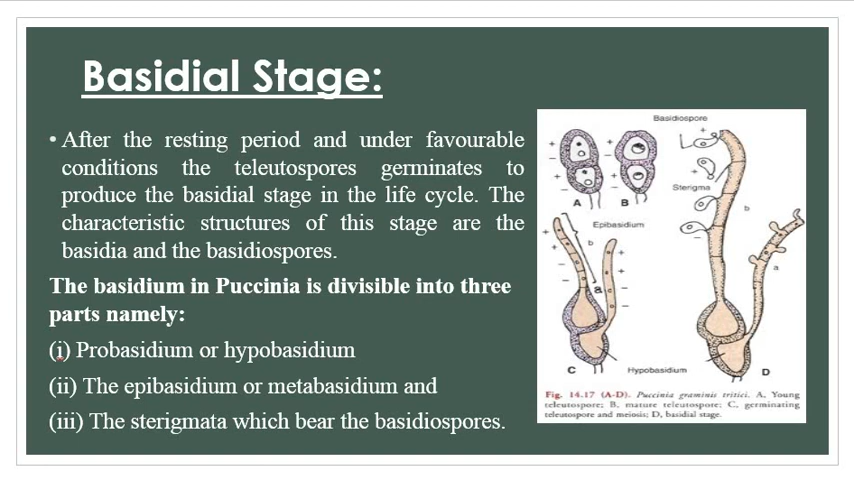 Basidial Stage:
• After the resting period and under favourable
conditions the teleutospores germinates to
produce the basidial stage in the life cycle. The
characteristic structures of this stage are the
basidia and the basidiospores.
The basidium in Puccinia is divisible into three
parts namely:
(i) Probasidium or hypobasidium
(ii) The epibasidium or metabasidium and
(iii) The sterigmata which bear the basidiospores.
Basidiospore
Sterigma
A
B
Epibasidium
b
b
a
a
C
Hypobasidium
D
Fig. 14.17 (A-D). Puccinia graminis tritici. A, Young
teleutospore; B, mature teleutospore; C, germinating
teleutospore and meiosis; D, basidial stage.